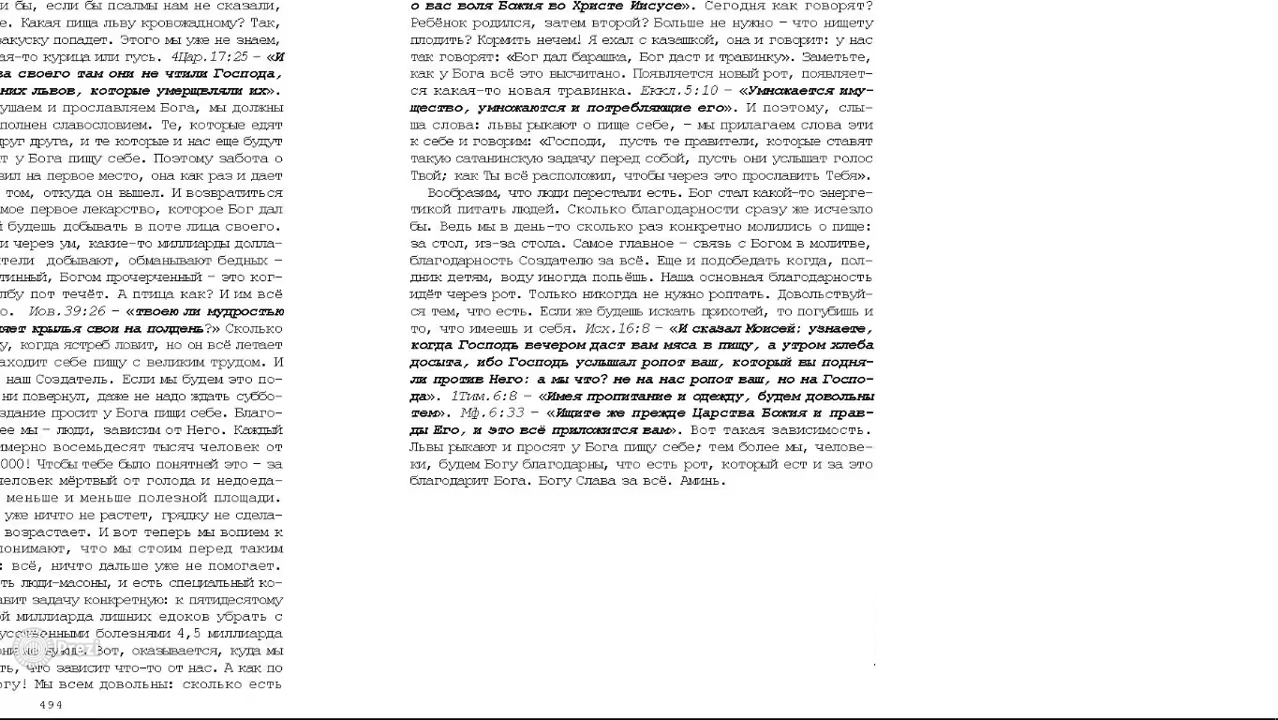 и бы, если бы псалмы нам не сказали,
е. Какая пища льву кровожадному? Так,
акуску попадет. Этого мы уже не знаем,
ая-то курица или гусь. 4Цар.17:25 – «И
ва своего там они не чтили Господа,
них львов, которые умерщвляли их».
ушаем и прославляем Бога, мы должны
полнен славословием. Те, которые едят
друг друга, и те которые и нас еще будут
т у Бога пищу себе. Поэтому забота о
вил на первое место, она как раз и дает
том, откуда он вышел. И возвратиться
мое первое лекарство, которое Бог дал
й будешь добывать в поте лица своего.
и через ум, какие-то миллиарды долла-
ители добывают, обманывают бедных –
тинный, Богом прочерченный – это ког-
лбу пот течёт. А птица как? И им всё
о. Иов.39:26 – «твоею ли мудростью
яет крылья свои на полдень?» Сколько
у, когда ястреб ловит, но он всё летает
аходит себе пищу с великим трудом. И
наш Создатель. Если мы будем это по-
ни повернул, даже не надо ждать суббо-
здание просит у Бога пищи себе. Благо-
ее мы – люди, зависим от Него. Каждый
имерно восемьдесят тысяч человек от
000! Чтобы тебе было понятней это – за
человек мёртвый от голода и недоеда-
меньше и меньше полезной площади.
уже ничто не растет, грядку не сдела-
возрастает. И вот теперь мы вопием к
понимают, что мы стоим перед таким
: всё, ничто дальше уже не помогает.
ть люди-масоны, и есть специальный ко-
авит задачу конкретную: к пятидесятому
ой миллиарда лишних едоков убрать с
болезнями 4,5 миллиарда
Вот, оказывается, куда мы
ть, что зависит что-то от нас. А как по
огу! Мы всем довольны: сколько есть
494
о вас воля Божия во Христе Иисусе». Сегодня как говорят?
Ребёнок родился, затем второй? Больше не нужно – что нищету
плодить? Кормить нечем! Я ехал с казашкой, она и говорит: у нас
так говорят: «Бог дал барашка, Бог даст и травинку». Заметьте,
как у Бога всё это высчитано. Появляется новый рот, появляет-
ся какая-то новая травинка. Еккл.5:10 – «Умножается иму-
щество, умножаются и потребляющие его». И поэтому, слы-
ша слова: львы рыкают о пище себе, – мы прилагаем слова эти
к себе и говорим: «Господи, пусть те правители, которые ставят
такую сатанинскую задачу перед собой, пусть они услышат голос
Твой; как Ты всё расположил, чтобы через это прославить Тебя».
Вообразим, что люди перестали есть. Бог стал какой-то энерге-
тикой питать людей. Сколько благодарности сразу же исчезло
бы. Ведь мы в день-то сколько раз конкретно молились о пище:
за стол, из-за стола. Самое главное – связь с Богом в молитве,
благодарность Создателю за всё. Еще и подобедать когда, пол-
дник детям, воду иногда попьёшь. Наша основная благодарность
идёт через рот. Только никогда не нужно роптать. Довольствуй-
ся тем, что есть. Если же будешь искать прихотей, то погубишь и
то, что имеешь и себя. Исх.16:8 – «И сказал Моисей: узнаете,
когда Господь вечером даст вам мяса в пищу, а утром хлеба
досыта, ибо Господь услышал ропот ваш, который вы подня-
ли против Него: а мы что? не на нас ропот ваш, но на Госпо-
да». 1Тим.6:8 – «Имея пропитание и одежду, будем довольны
тем». Мф.6:33 – «Ищите же прежде Царства Божия и прав-
ды Его, и это всё приложится вам». Вот такая зависимость.
Львы рыкают и просят у Бога пищу себе; тем более мы, челове-
ки, будем Богу благодарны, что есть рот, который ест и за это
благодарит Бога. Богу Слава за всё. Аминь.
Prezi